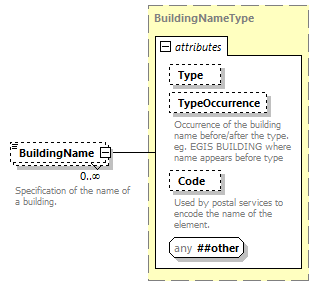 BuildingNameType
attributes
Type
TypeOccurrence
Occurrence of the building
name before/after the type.
eg. EGIS BUILDING where
name appears before type
BuildingName
0..∞
Specification of the name of
a building.
Code
Used by postal services to
encode the name of the
element.
any ##other